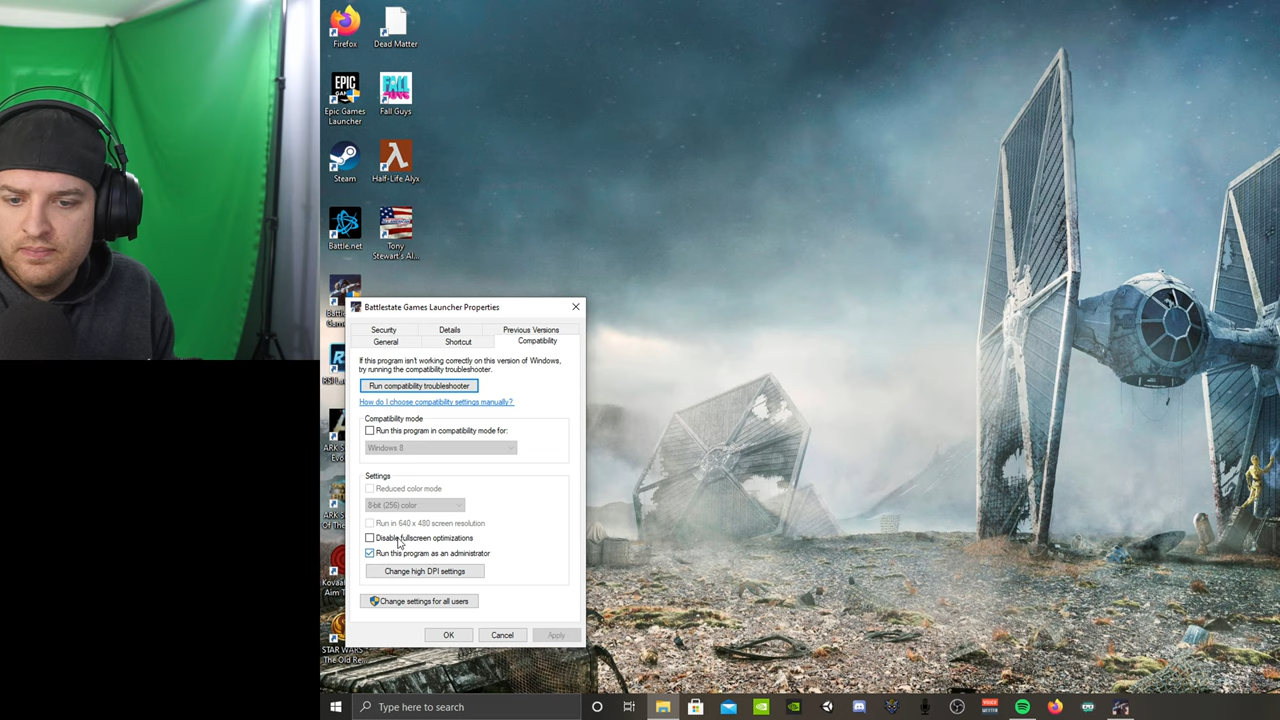 Firefox
Dead Matter
EPIC
GAMES
Epic Games
Launcher
FALL
GUYS
Fall Guys
Steam
Half-Life Alyx
Battle.net
Tony
Stewart's Al...
Battlestate Games Launcher Properties
Security
Details
Previous Versions
General
Shortcut
Compatibility
If this program isn't working correctly on this version of Windows,
try running the compatibility troubleshooter.
Run compatibility troubleshooter
How do I choose compatibility settings manually?
Compatibility mode
Run this program in compatibility mode for:
Windows 8
Settings
Reduced color mode
8-bit (256) color
Run in 640 x 480 screen resolution
Disable fullscreen optimizations
Run this program as an administrator
Change high DPI settings
Change settings for all users
OK
Cancel
Apply
STAR WARS
The Old Re...
Type here to search